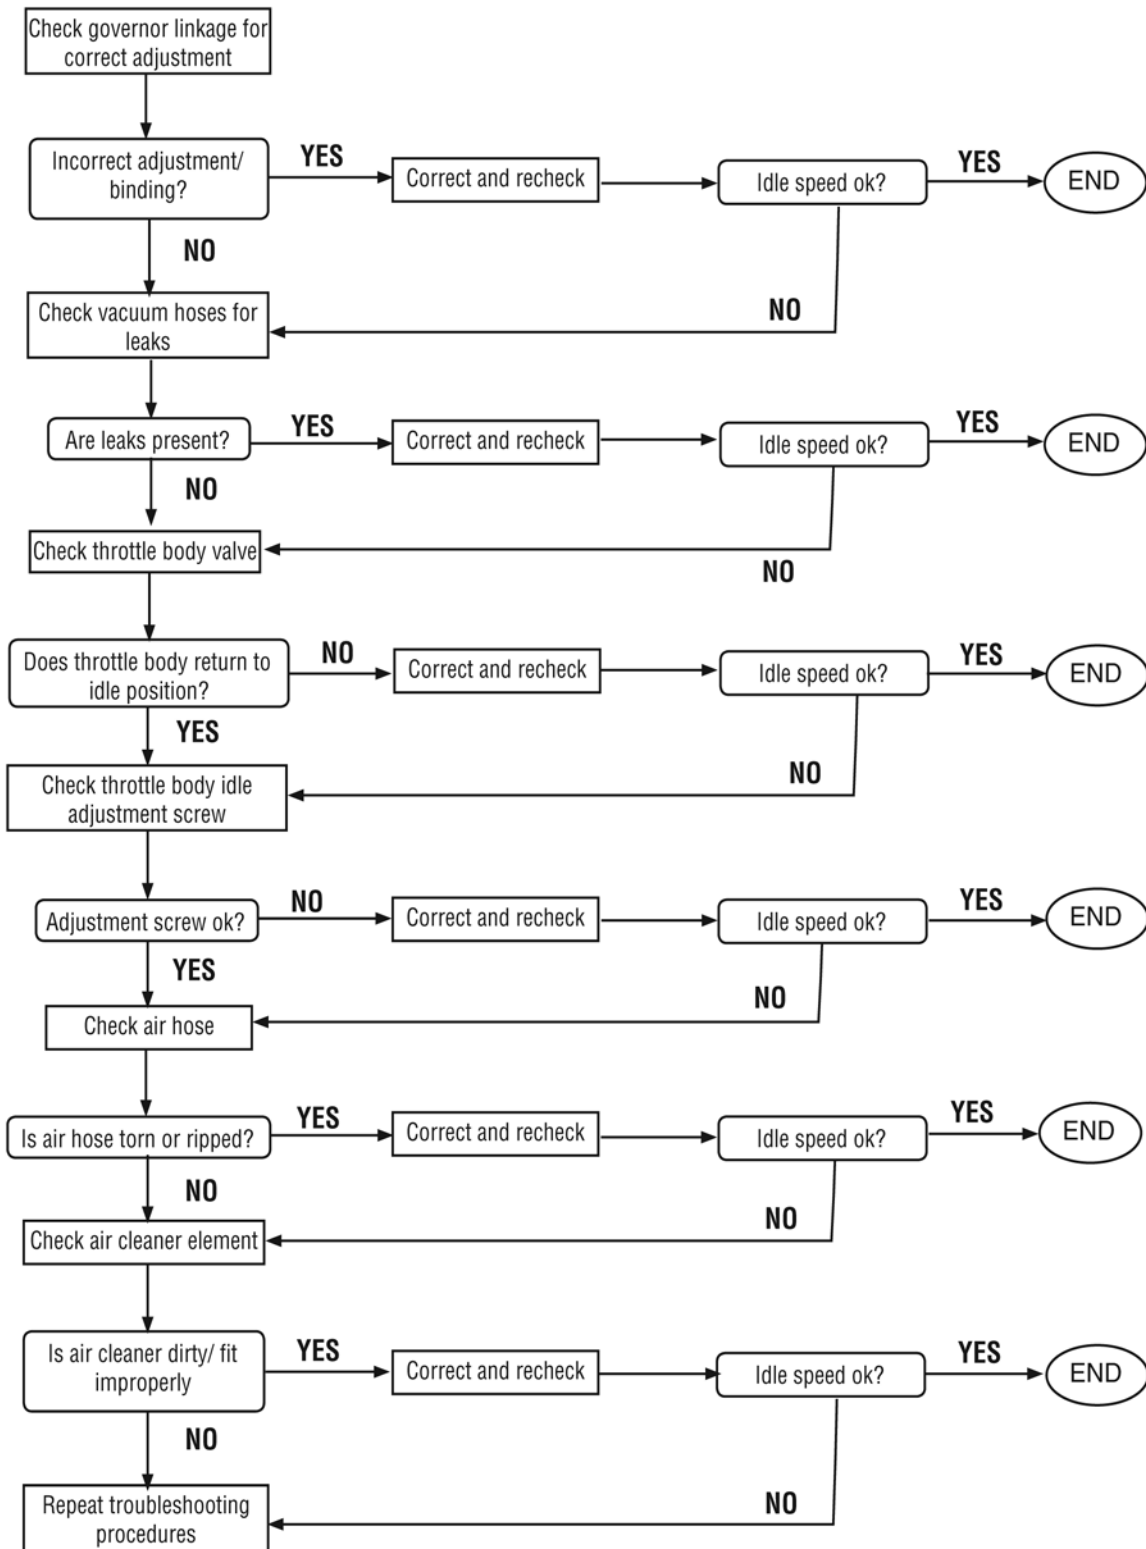 Check governor linkage for
correct adjustment
Incorrect adjustment/
binding?
YES
Correct and recheck
Idle speed ok?
YES
END
NO
NO
Check vacuum hoses for
leaks
Are leaks present?
YES
Correct and recheck
Idle speed ok?
YES
END
NO
Check throttle body valve
NO
Does throttle body return to
idle position?
NO
Correct and recheck
Idle speed ok?
YES
END
YES
NO
Check throttle body idle
adjustment screw
Adjustment screw ok?
NO
Correct and recheck
Idle speed ok?
YES
END
YES
NO
Check air hose
Is air hose torn or ripped?
YES
Correct and recheck
Idle speed ok?
YES
END
NO
NO
Check air cleaner element
Is air cleaner dirty/ fit
improperly
YES
Correct and recheck
Idle speed ok?
YES
END
NO
NO
Repeat troubleshooting
procedures